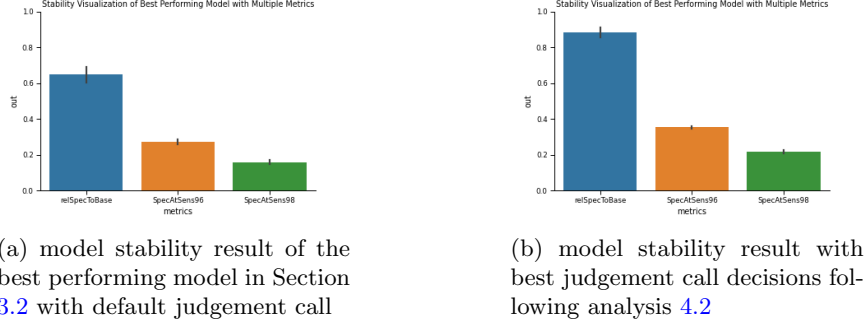 Stability Visualization of Best Performing Model with Multiple Metrics
1.0
0.8
0.6
0.4
0.2
0.0
out
relSpecToBase SpecAtSens96 SpecAtSens98
metrics
(a) model stability result of the
best performing model in Section
3.2 with default judgement call
Stability Visualization of Best Performing Model with Multiple Metrics
1.0
0.8
0.6
0.4
0.2
0.0
out
relSpecToBase SpecAtSens96 SpecAtSens98
metrics
(b) model stability result with
best judgement call decisions fol-
lowing analysis 4.2